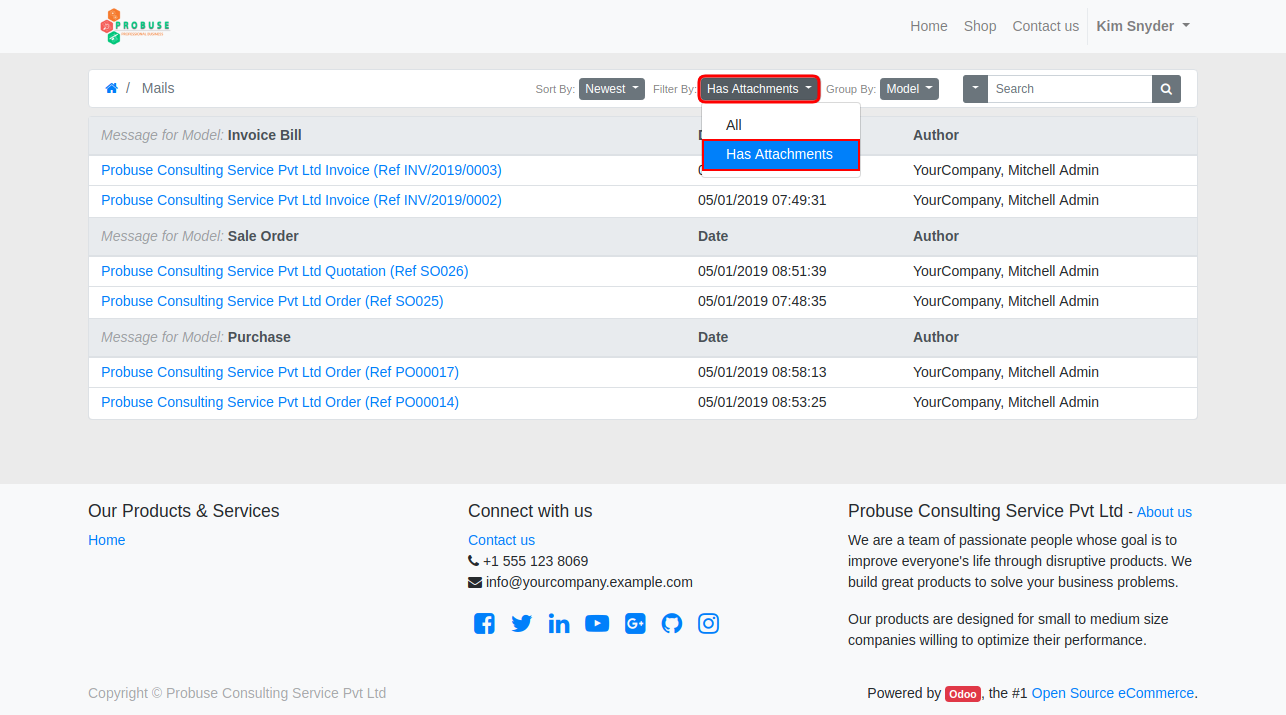 PROBUSE
Home Shop Contact us Kim Snyder
/ Mails Sort By: Newest Filter By: Has Attachments Group By: Model Search
All
Has Attachments
Message for Model: Invoice Bill Author
Probuse Consulting Service Pvt Ltd Invoice (Ref INV/2019/0003) YourCompany, Mitchell Admin
Probuse Consulting Service Pvt Ltd Invoice (Ref INV/2019/0002) 05/01/2019 07:49:31 YourCompany, Mitchell Admin
Message for Model: Sale Order Date Author
Probuse Consulting Service Pvt Ltd Quotation (Ref SO026) 05/01/2019 08:51:39 YourCompany, Mitchell Admin
Probuse Consulting Service Pvt Ltd Order (Ref SO025) 05/01/2019 07:48:35 YourCompany, Mitchell Admin
Message for Model: Purchase Date Author
Probuse Consulting Service Pvt Ltd Order (Ref PO00017) 05/01/2019 08:58:13 YourCompany, Mitchell Admin
Probuse Consulting Service Pvt Ltd Order (Ref PO00014) 05/01/2019 08:53:25 YourCompany, Mitchell Admin
Our Products & Services
Home
Connect with us
Contact us
+1 555 123 8069
info@yourcompany.example.com
Probuse Consulting Service Pvt Ltd - About us
We are a team of passionate people whose goal is to
improve everyone's life through disruptive products. We
build great products to solve your business problems.
Our products are designed for small to medium size
companies willing to optimize their performance.
Copyright © Probuse Consulting Service Pvt Ltd
Powered by Odoo, the #1 Open Source eCommerce.